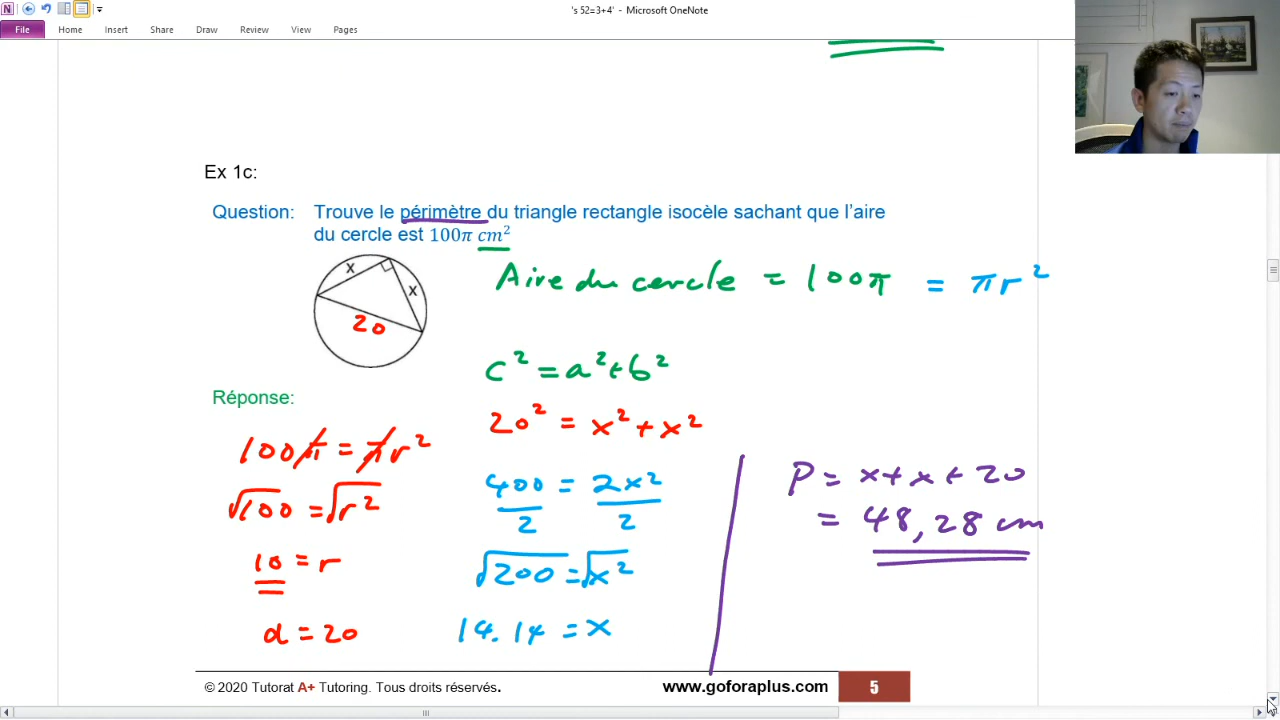 's 52=3+4' - Microsoft OneNote
File Home Insert Share Draw Review View Pages
Ex 1c:
Question: Trouve le périmètre du triangle rectangle isocèle sachant que l'aire
du cercle est 100π cm²
x
x
20
Aire du cercle = 100π = πr²
c² = a² + b²
20² = x² + x²
400 = 2x²
2 2
√200 = √x²
14.14 = x
Réponse:
100π = πr²
√100 = √r²
10 = r
d = 20
P = x + x + 20
= 48,28 cm
© 2020 Tutorat A+ Tutoring. Tous droits réservés.
www.goforaplus.com
5